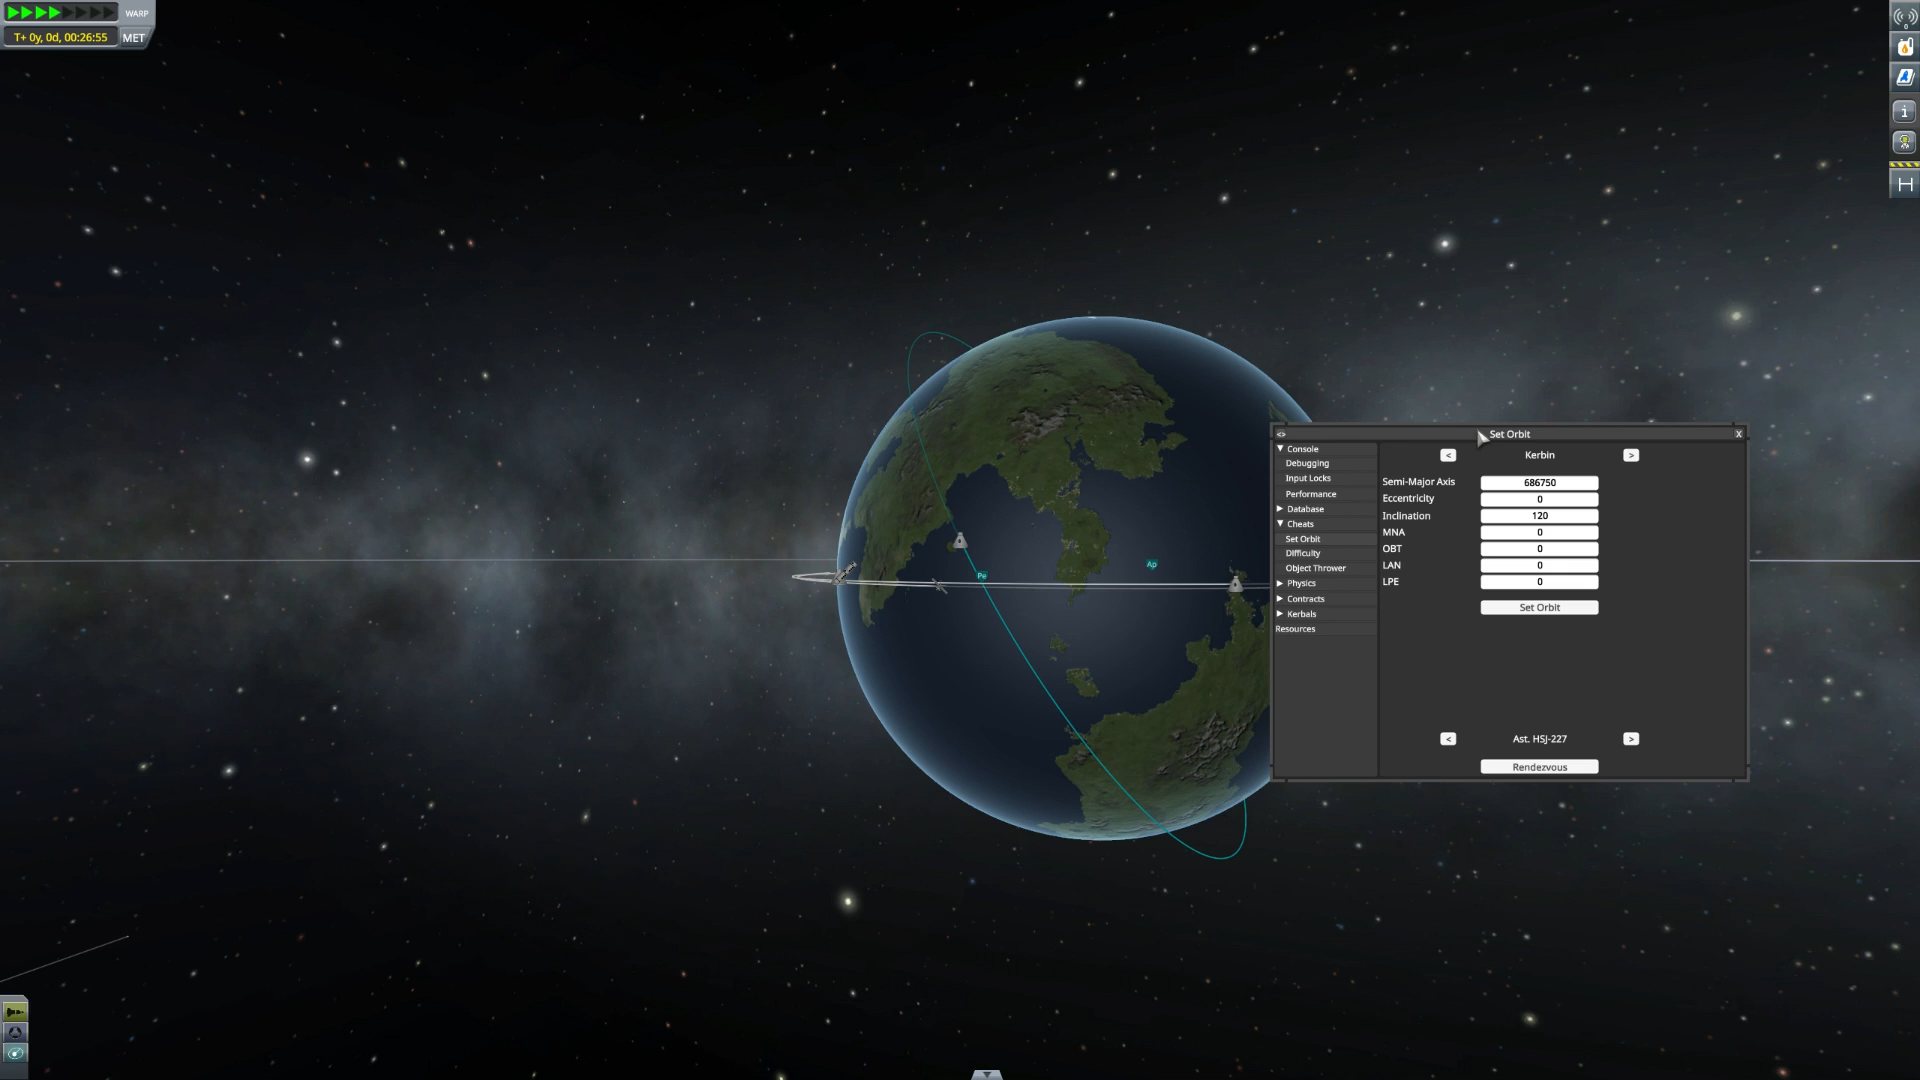 WARP
T+ 0y, 0d, 00:26:55 MET
<> Set Orbit X
Console
Debugging
Input Locks
Performance
Database
Cheats
Set Orbit
Difficulty
Object Thrower
Physics
Contracts
Kerbals
Resources
< Kerbin >
Semi-Major Axis 686750
Eccentricity 0
Inclination 120
MNA 0
OBT 0
LAN 0
LPE 0
Set Orbit
< Ast. HSJ-227 >
Rendezvous
Pe
Ap
0
A
i